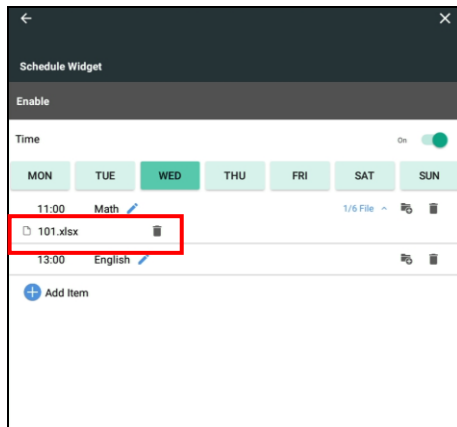 Schedule Widget
Enable
Time On
MON TUE WED THU FRI SAT SUN
11:00 Math 1/6 File
101.xlsx
13:00 English
Add Item